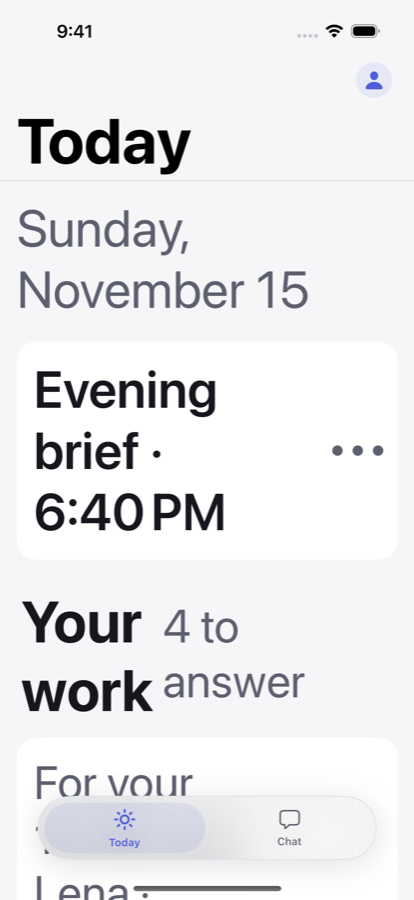 9:41
Today
Sunday,
November 15
Evening
brief ·
6:40 PM
Your
work
4 to
answer
For your
Lena ·
Today
Chat